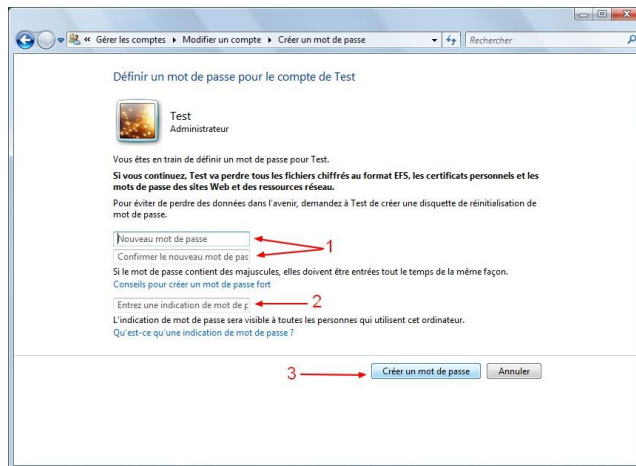 « Gérer les comptes ▸ Modifier un compte ▸ Créer un mot de passe
Rechercher
Définir un mot de passe pour le compte de Test
Test
Administrateur
Vous êtes en train de définir un mot de passe pour Test.
Si vous continuez, Test va perdre tous les fichiers chiffrés au format EFS, les certificats personnels et les
mots de passe des sites Web et des ressources réseau.
Pour éviter de perdre des données dans l'avenir, demandez à Test de créer une disquette de réinitialisation de
mot de passe.
Nouveau mot de passe
1
Confirmer le nouveau mot de pas
Si le mot de passe contient des majuscules, elles doivent être entrées tout le temps de la même façon.
Conseils pour créer un mot de passe fort
Entrez une indication de mot de p
2
L'indication de mot de passe sera visible à toutes les personnes qui utilisent cet ordinateur.
Qu'est-ce qu'une indication de mot de passe ?
3
Créer un mot de passe
Annuler